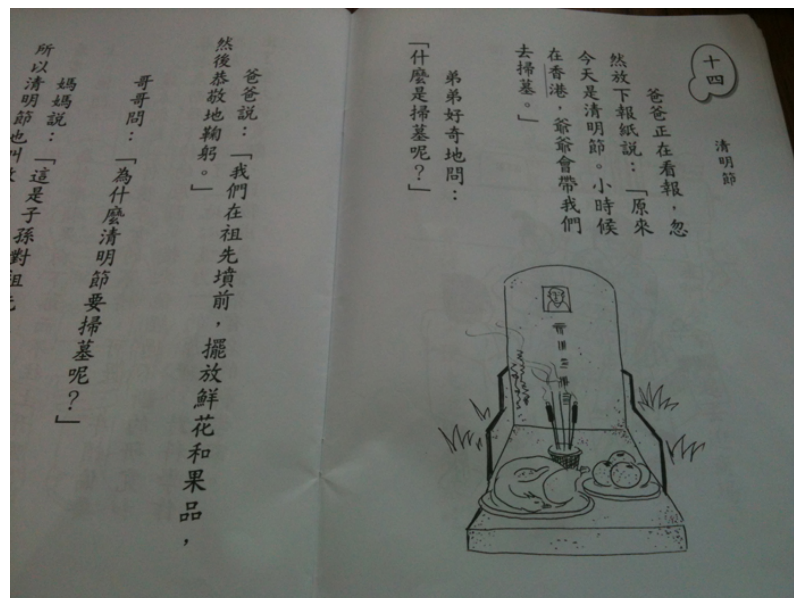 十四
清明節
爸爸正在看報，忽
然放下報紙說：「原來
今天是清明節。小時候
在香港，爺爺會帶我們
去掃墓。」
弟弟好奇地問：
「什麼是掃墓呢？」
爸爸說：「我們在祖先墳前，擺放鮮花和果品，
然後恭敬地鞠躬。」
哥哥問：「為什麼清明節要掃墓呢？」
媽媽說：「這是子孫對祖先
所以清明節也叫